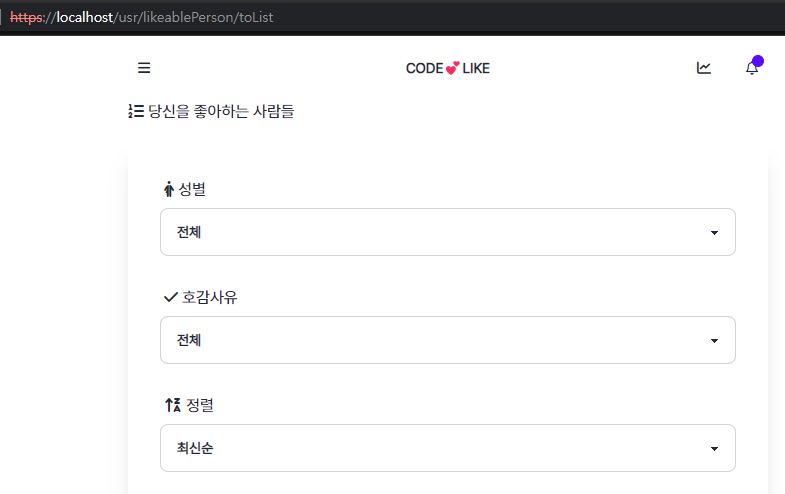 https://localhost/usr/likeablePerson/toList
CODE💕LIKE
당신을 좋아하는 사람들
성별
전체
호감사유
전체
정렬
최신순